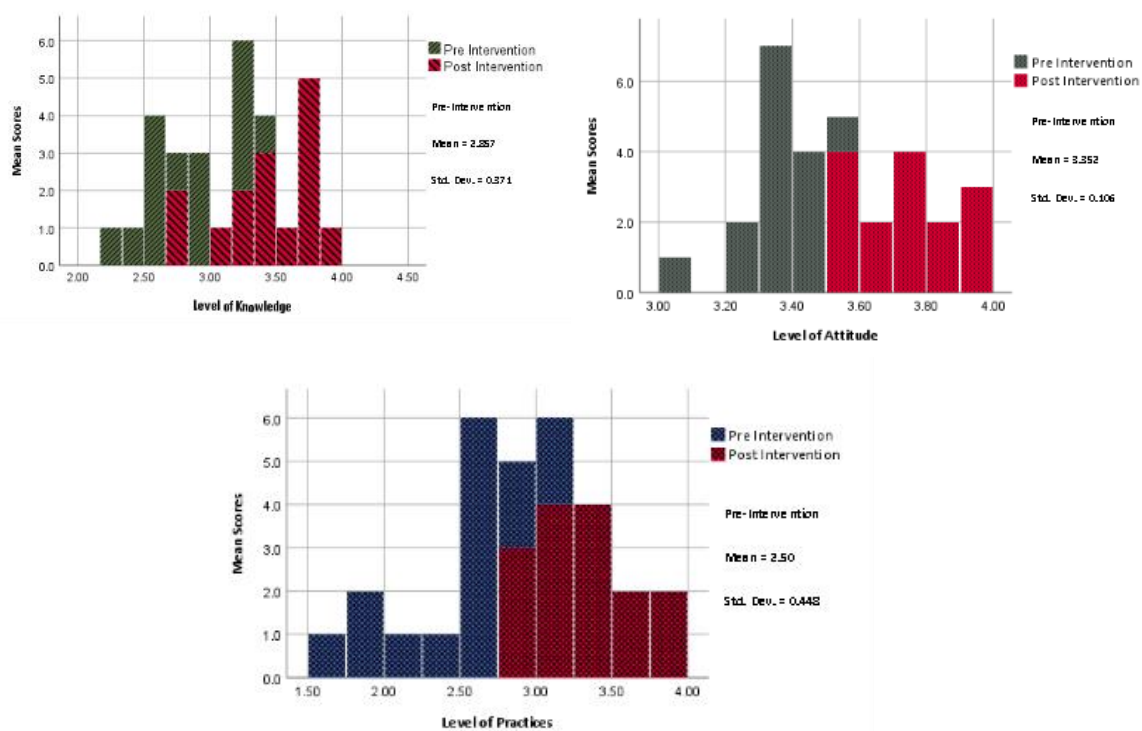 Mean Scores
6.0
5.0
4.0
3.0
2.0
1.0
0.0
2.00 2.50 3.00 3.50 4.00 4.50
Level of Knowledge
Pre Intervention
Post Intervention
Pre-Intervention
Mean = 2.857
Std. Dev. = 0.371
Mean Scores
6.0
4.0
2.0
0.0
3.00 3.20 3.40 3.60 3.80 4.00
Level of Attitude
Pre Intervention
Post Intervention
Pre-Intervention
Mean = 3.352
Std. Dev. = 0.106
Mean Scores
6.0
5.0
4.0
3.0
2.0
1.0
0.0
1.50 2.00 2.50 3.00 3.50 4.00
Level of Practices
Pre Intervention
Post Intervention
Pre-Intervention
Mean = 2.50
Std. Dev. = 0.448